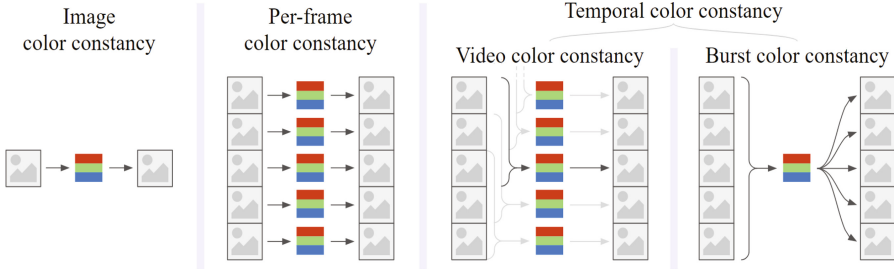 Image
color constancy
Per-frame
color constancy
Temporal color constancy
Video color constancy
Burst color constancy